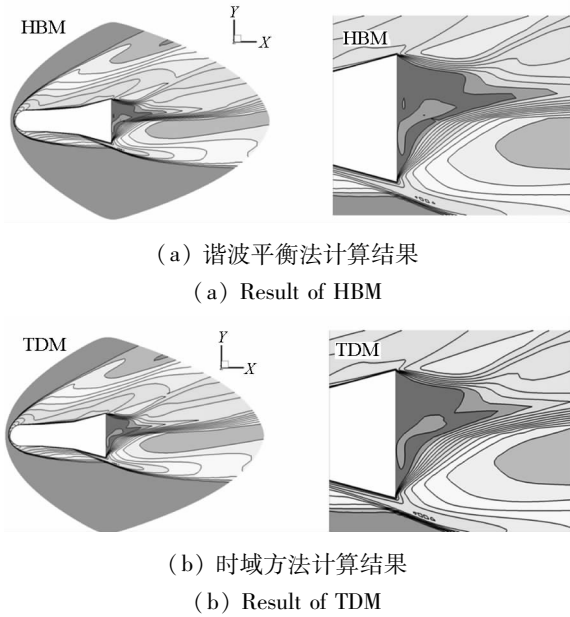 HBM
Y
X
HBM
(a) 谐波平衡法计算结果
(a) Result of HBM
TDM
Y
X
TDM
(b) 时域方法计算结果
(b) Result of TDM